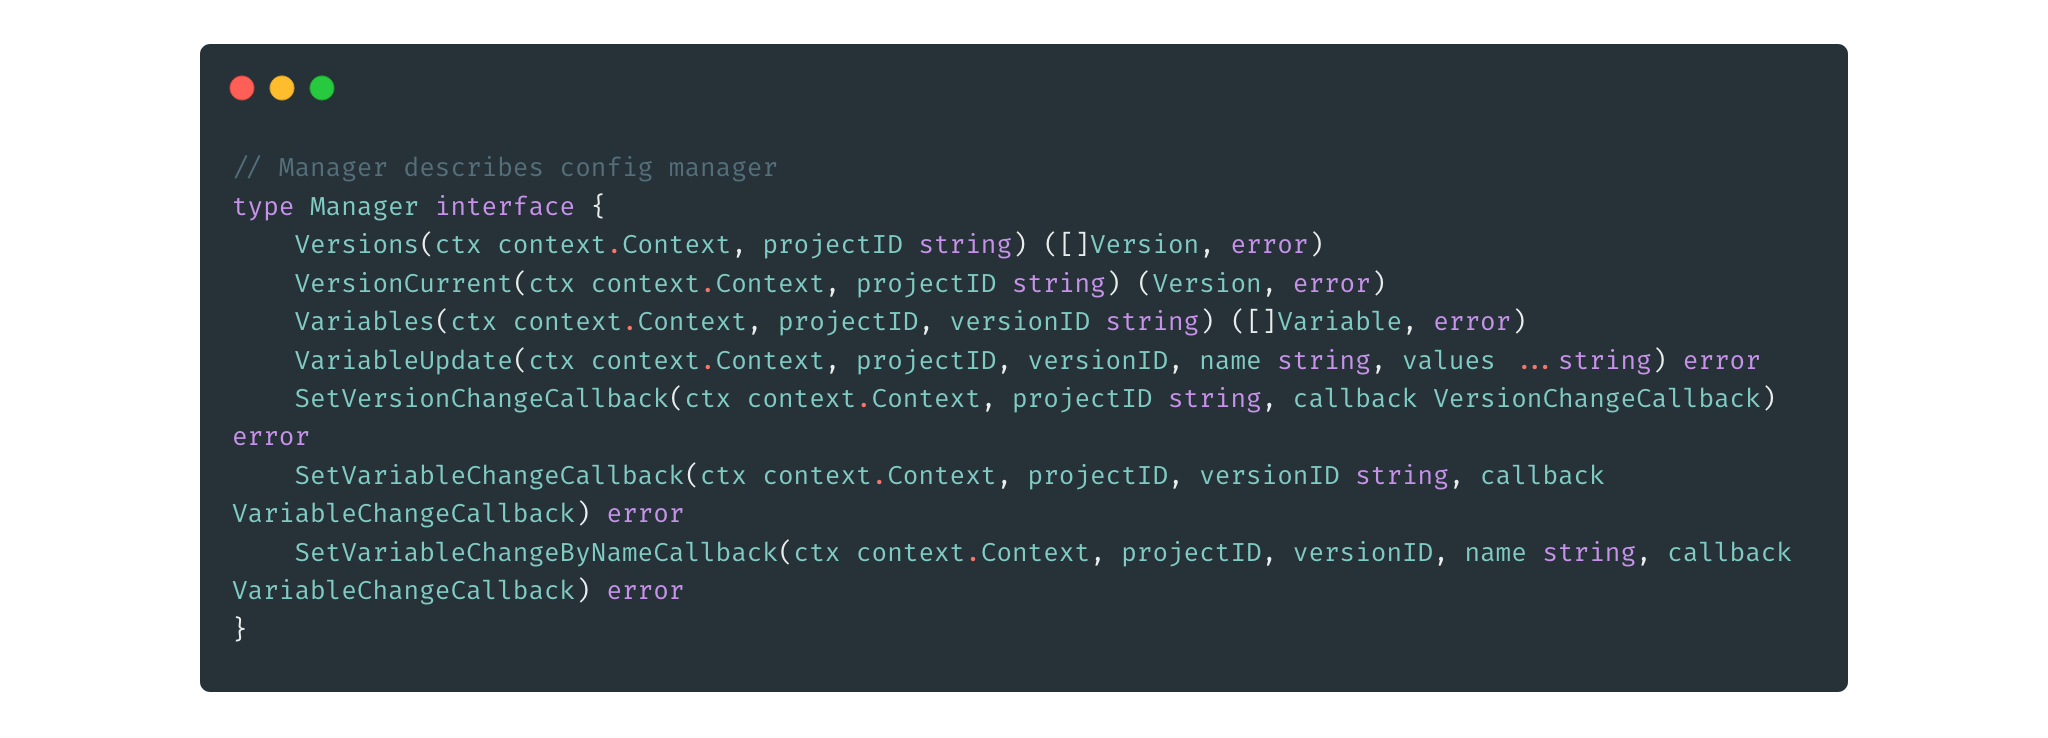 // Manager describes config manager
type Manager interface {
    Versions(ctx context.Context, projectID string) ([]Version, error)
    VersionCurrent(ctx context.Context, projectID string) (Version, error)
    Variables(ctx context.Context, projectID, versionID string) ([]Variable, error)
    VariableUpdate(ctx context.Context, projectID, versionID, name string, values ...string) error
    SetVersionChangeCallback(ctx context.Context, projectID string, callback VersionChangeCallback)
error
    SetVariableChangeCallback(ctx context.Context, projectID, versionID string, callback
VariableChangeCallback) error
    SetVariableChangeByNameCallback(ctx context.Context, projectID, versionID, name string, callback
VariableChangeCallback) error
}